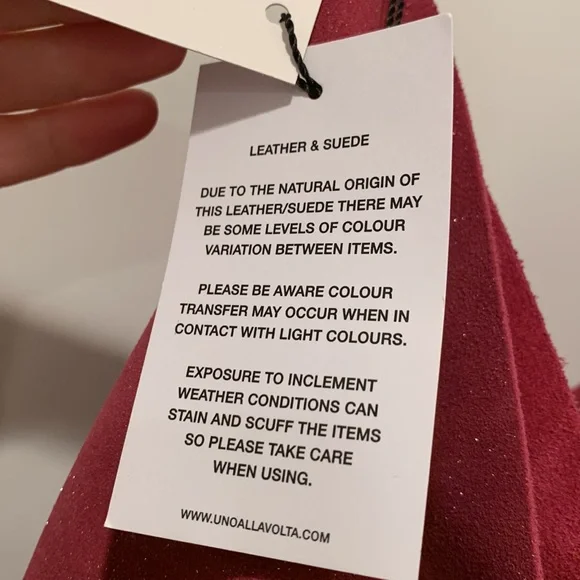 LEATHER & SUEDE
DUE TO THE NATURAL ORIGIN OF
THIS LEATHER/SUEDE THERE MAY
BE SOME LEVELS OF COLOUR
VARIATION BETWEEN ITEMS.
PLEASE BE AWARE COLOUR
TRANSFER MAY OCCUR WHEN IN
CONTACT WITH LIGHT COLOURS.
EXPOSURE TO INCLEMENT
WEATHER CONDITIONS CAN
STAIN AND SCUFF THE ITEMS
SO PLEASE TAKE CARE
WHEN USING.
WWW.UNOALLAVOLTA.COM